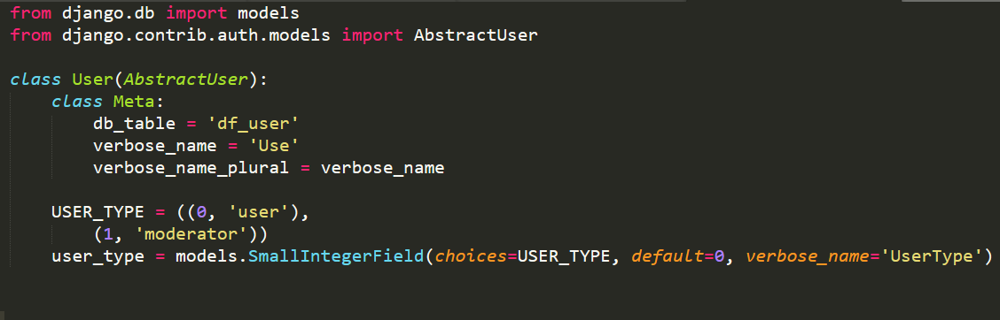 from django.db import models
from django.contrib.auth.models import AbstractUser
class User(AbstractUser):
class Meta:
db_table = 'df_user'
verbose_name = 'Use'
verbose_name_plural = verbose_name
USER_TYPE = ((0, 'user'),
(1, 'moderator'))
user_type = models.SmallIntegerField(choices=USER_TYPE, default=0, verbose_name='UserType')